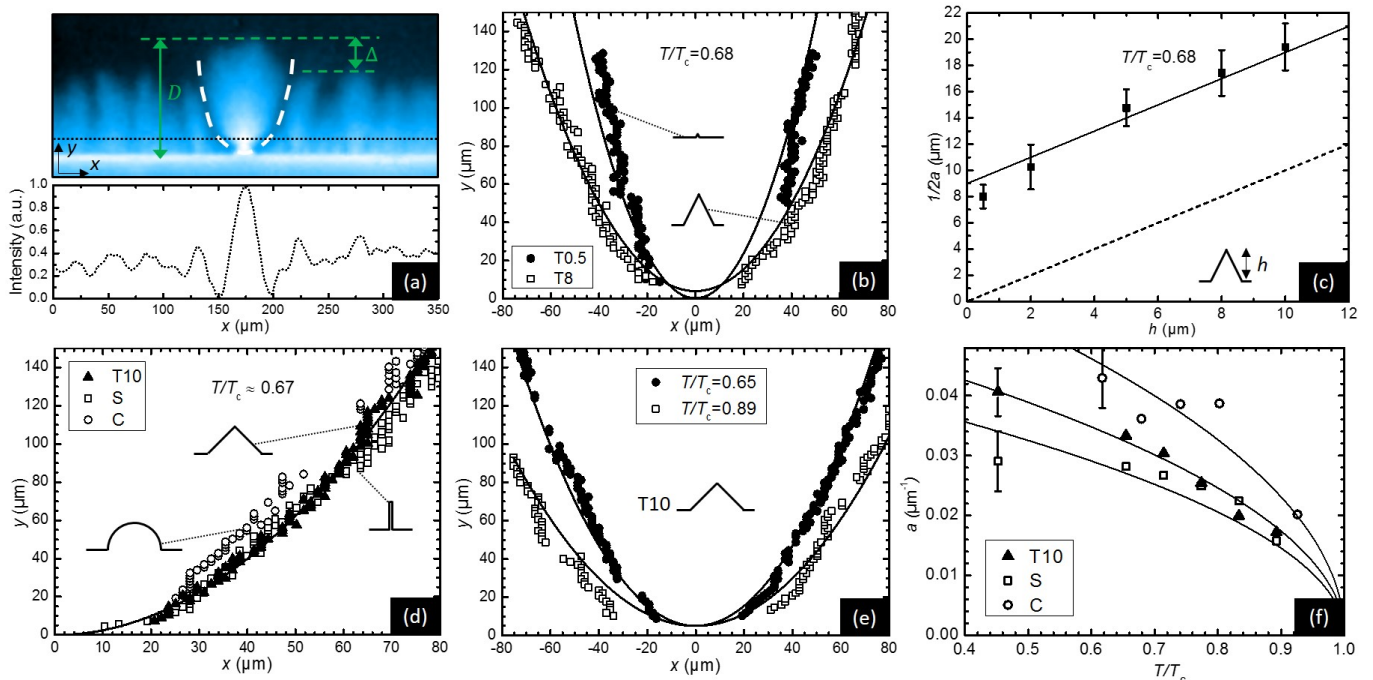 D
Δ
y
x
Intensity (a.u.)
1.0
0.8
0.6
0.4
0.2
0.0
0 50 100 150 200 250 300 350
x (μm)
(a)
y (μm)
150
140
120
100
80
60
40
20
0
T/Tc=0.68
T0.5
T8
-80 -60 -40 -20 0 20 40 60 80
x (μm)
(b)
1/2a (μm)
22
20
18
16
14
12
10
8
6
4
2
0
T/Tc=0.68
h
0 2 4 6 8 10 12
h (μm)
(c)
y (μm)
140
120
100
80
60
40
20
0
T10
S
C
T/Tc ≈ 0.67
0 10 20 30 40 50 60 70 80
x (μm)
(d)
y (μm)
140
120
100
80
60
40
20
0
T/Tc=0.65
T/Tc=0.89
T10
-80 -60 -40 -20 0 20 40 60 80
x (μm)
(e)
a (μm⁻¹)
0.04
0.03
0.02
0.04
0.00
T10
S
C
0.4 0.5 0.6 0.7 0.8 0.9 1.0
T/Tc
(f)